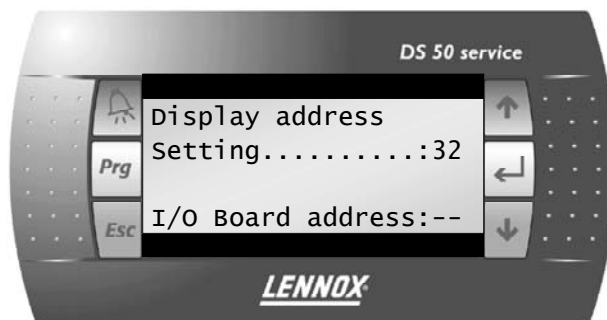 DS 50 service
Display address
Setting..........:32
Prg
I/O Board address:--
Esc
LENNOX